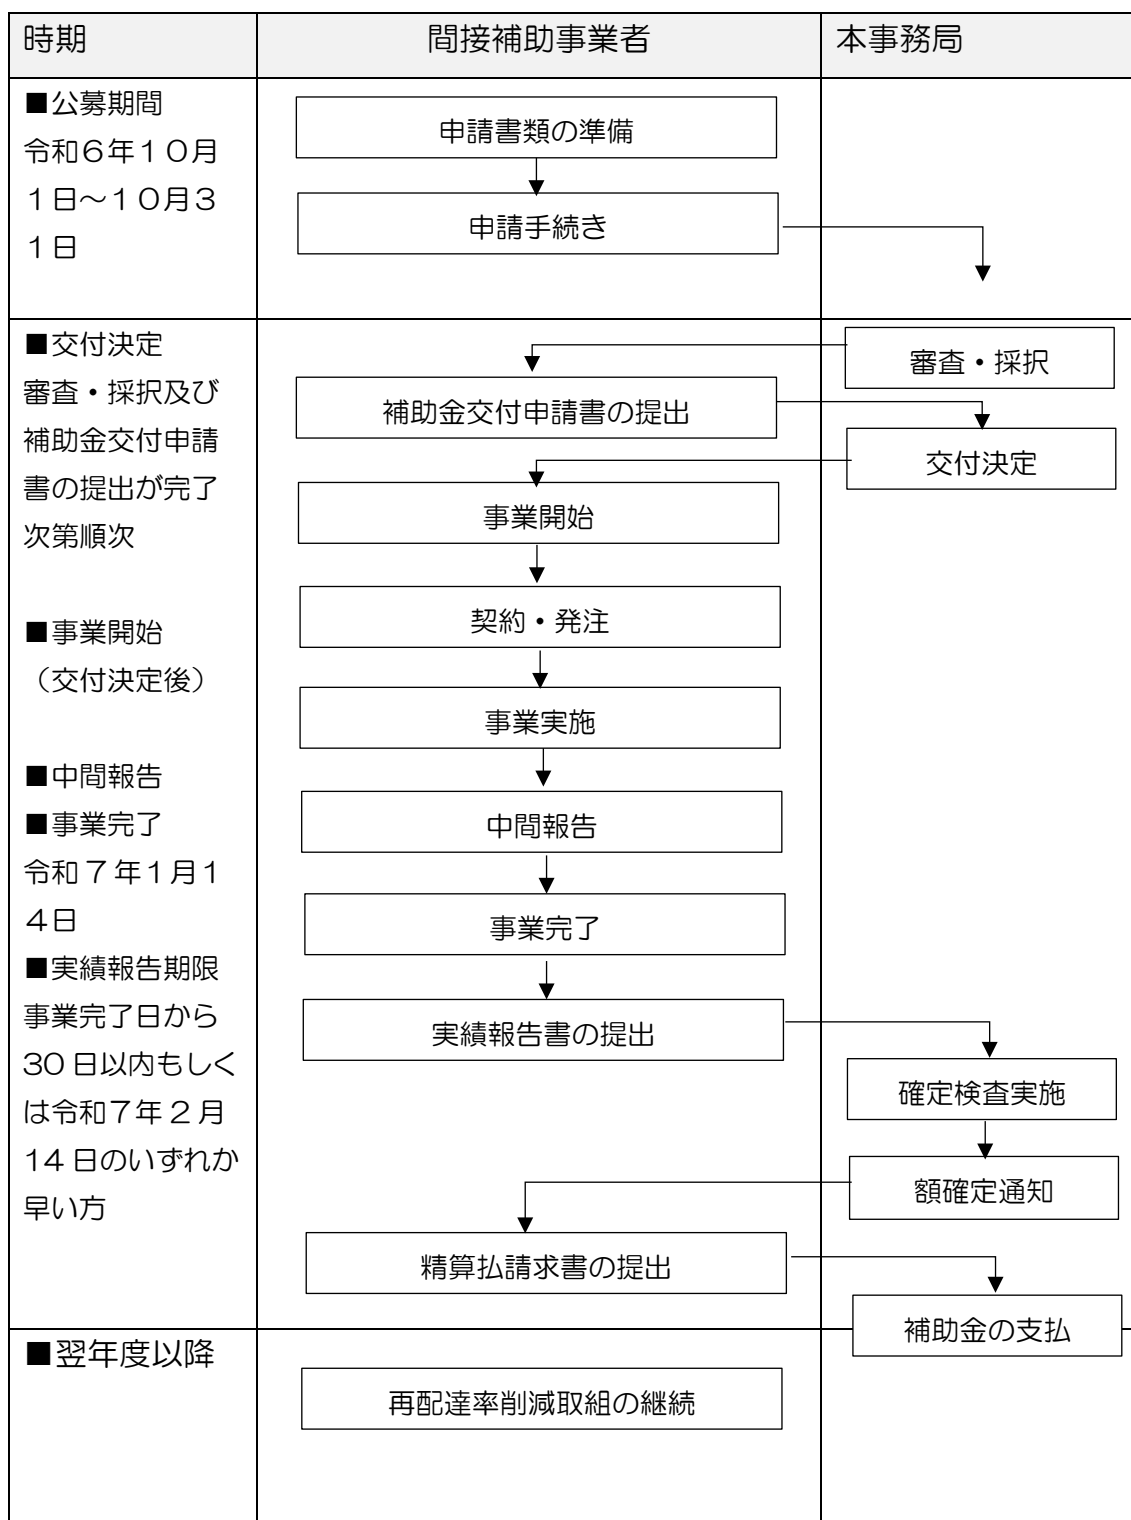 時期
間接補助事業者
本事務局
■公募期間
令和６年１０月
１日～１０月３
１日
申請書類の準備
申請手続き
■交付決定
審査・採択及び
補助金交付申請
書の提出が完了
次第順次
■事業開始
（交付決定後）
■中間報告
■事業完了
令和７年１月１
４日
■実績報告期限
事業完了日から
30日以内もしく
は令和７年２月
14日のいずれか
早い方
審査・採択
補助金交付申請書の提出
交付決定
事業開始
契約・発注
事業実施
中間報告
事業完了
実績報告書の提出
確定検査実施
額確定通知
精算払請求書の提出
補助金の支払
■翌年度以降
再配達率削減取組の継続